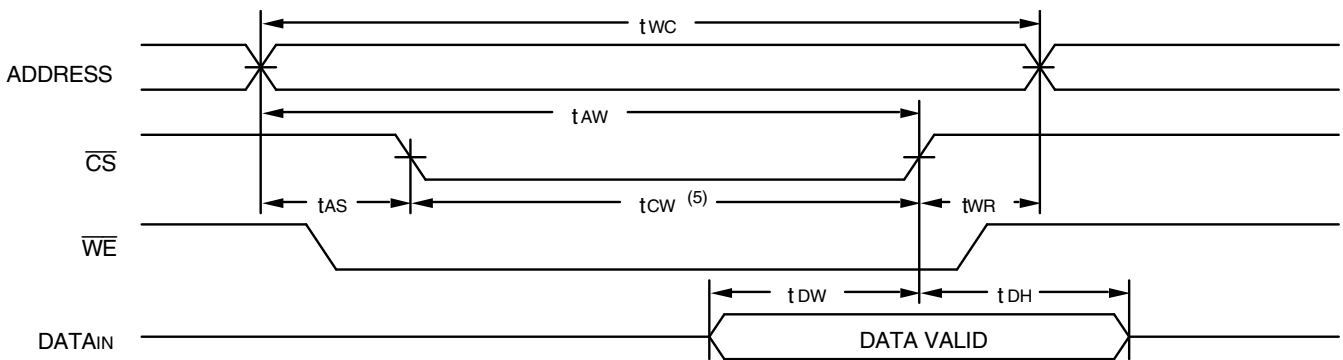 tWC
ADDRESS
tAW
CS
tAS tCW (5) tWR
WE
tDW tDH
DATAIN DATA VALID